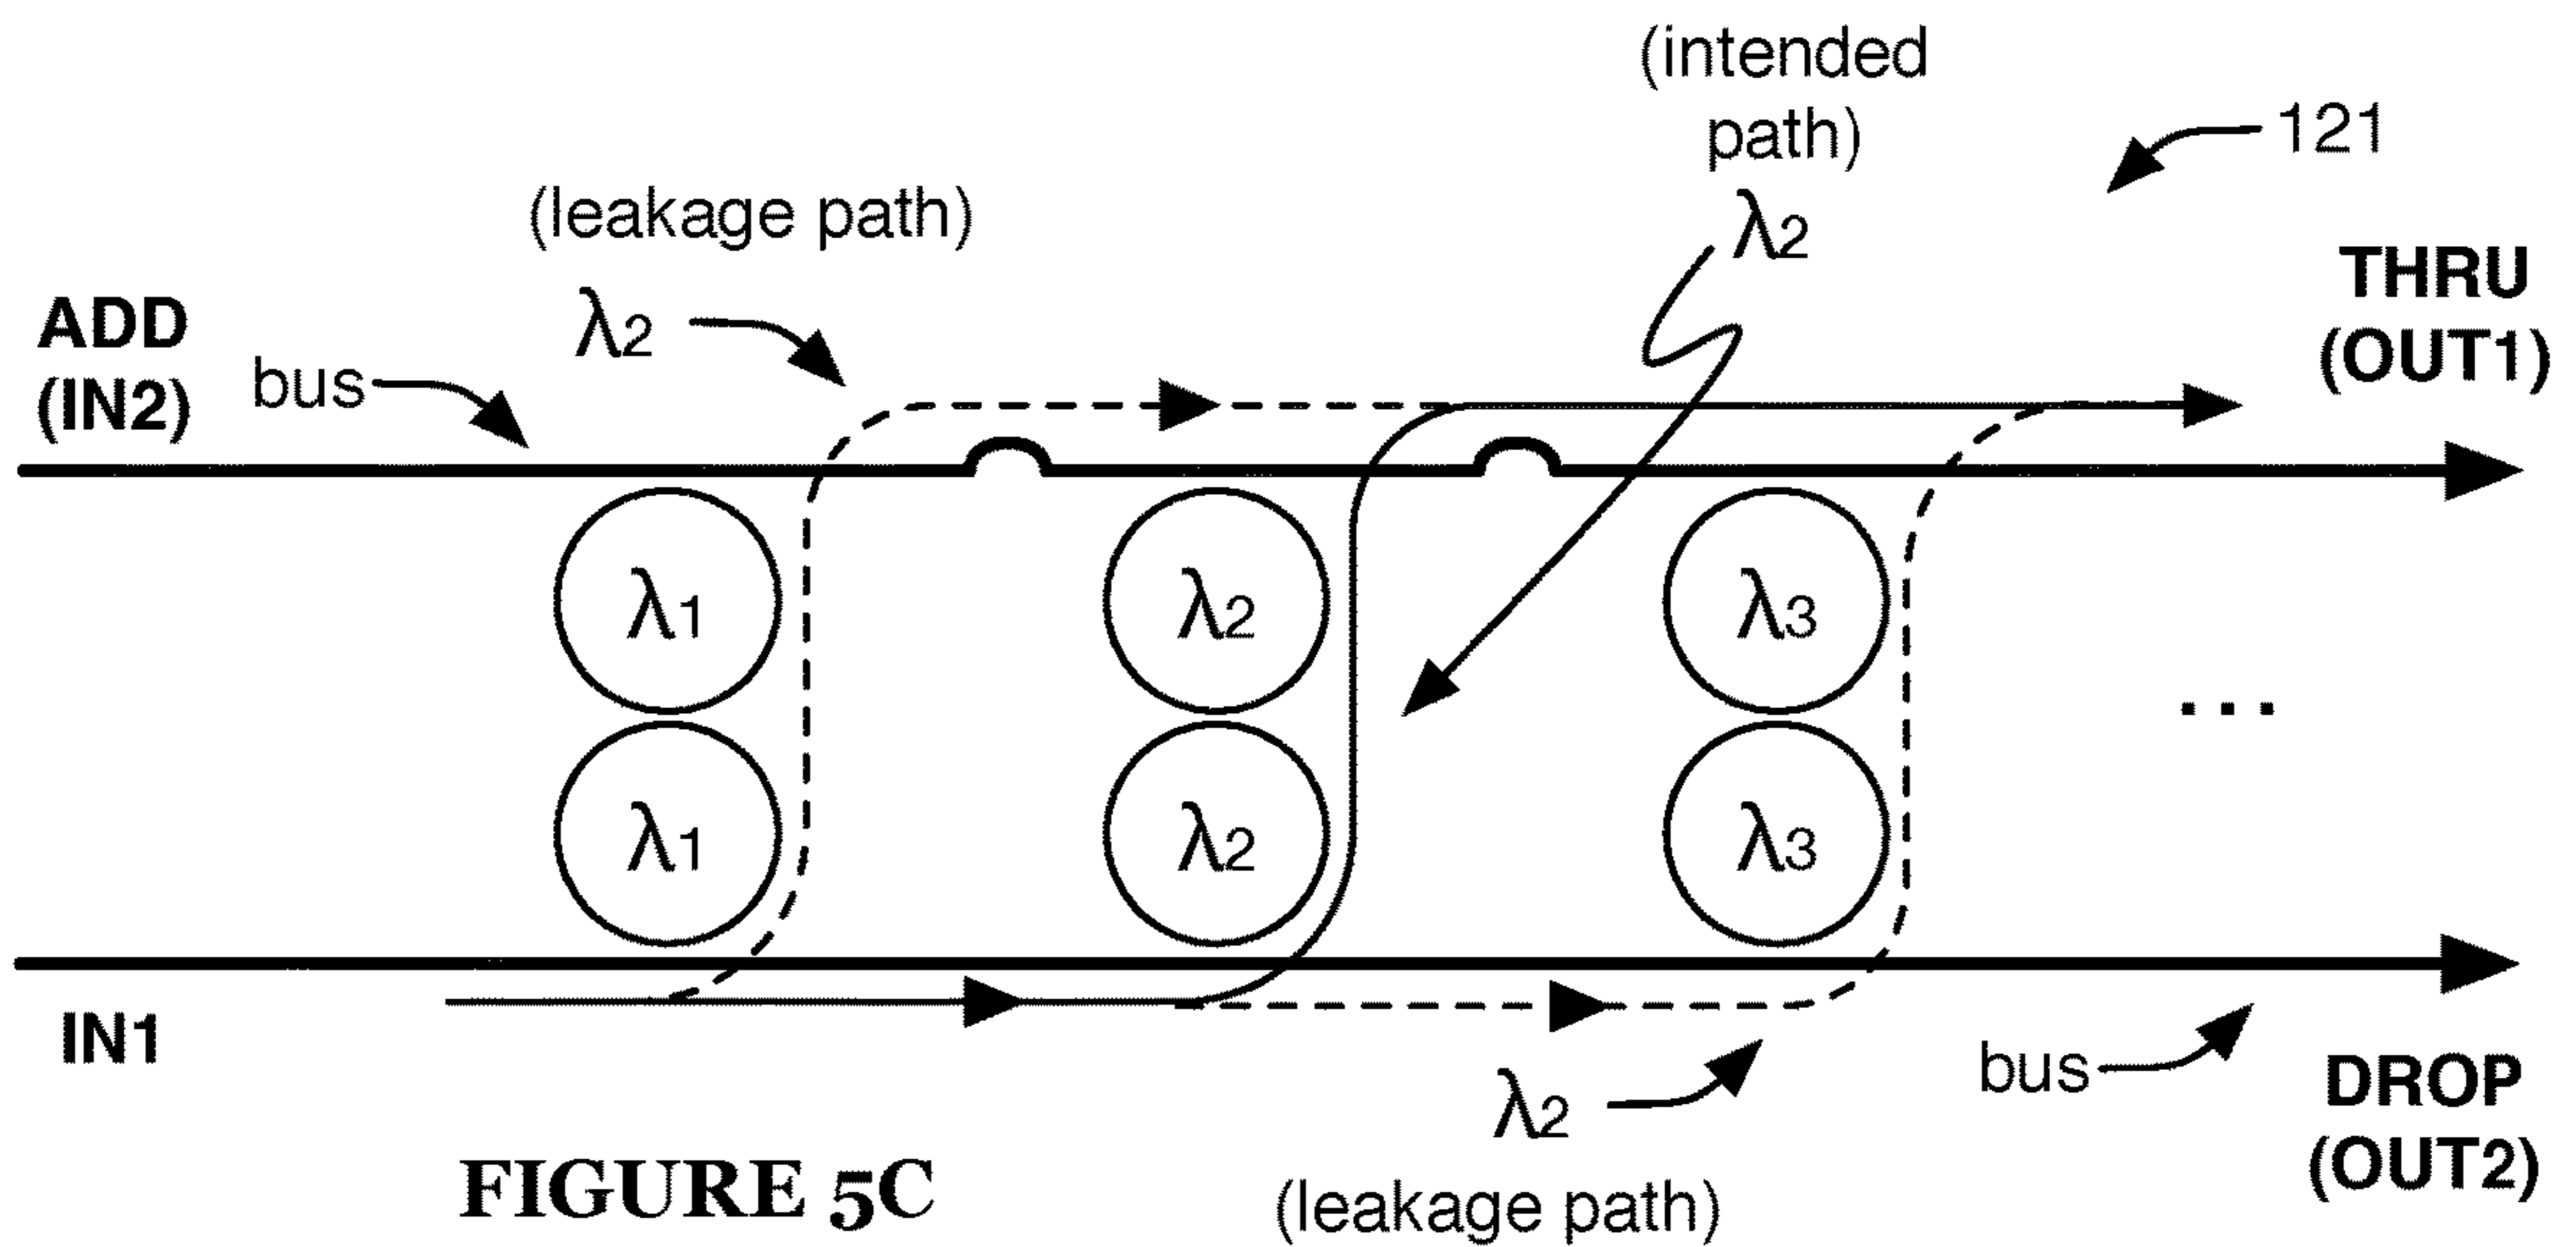 (intended
path)
λ2
121
(leakage path)
λ2
THRU
(OUT1)
ADD
(IN2)
bus
λ1
λ2
λ3
λ1
λ2
λ3
...
IN1
bus
λ2
(leakage path)
DROP
(OUT2)
FIGURE 5C